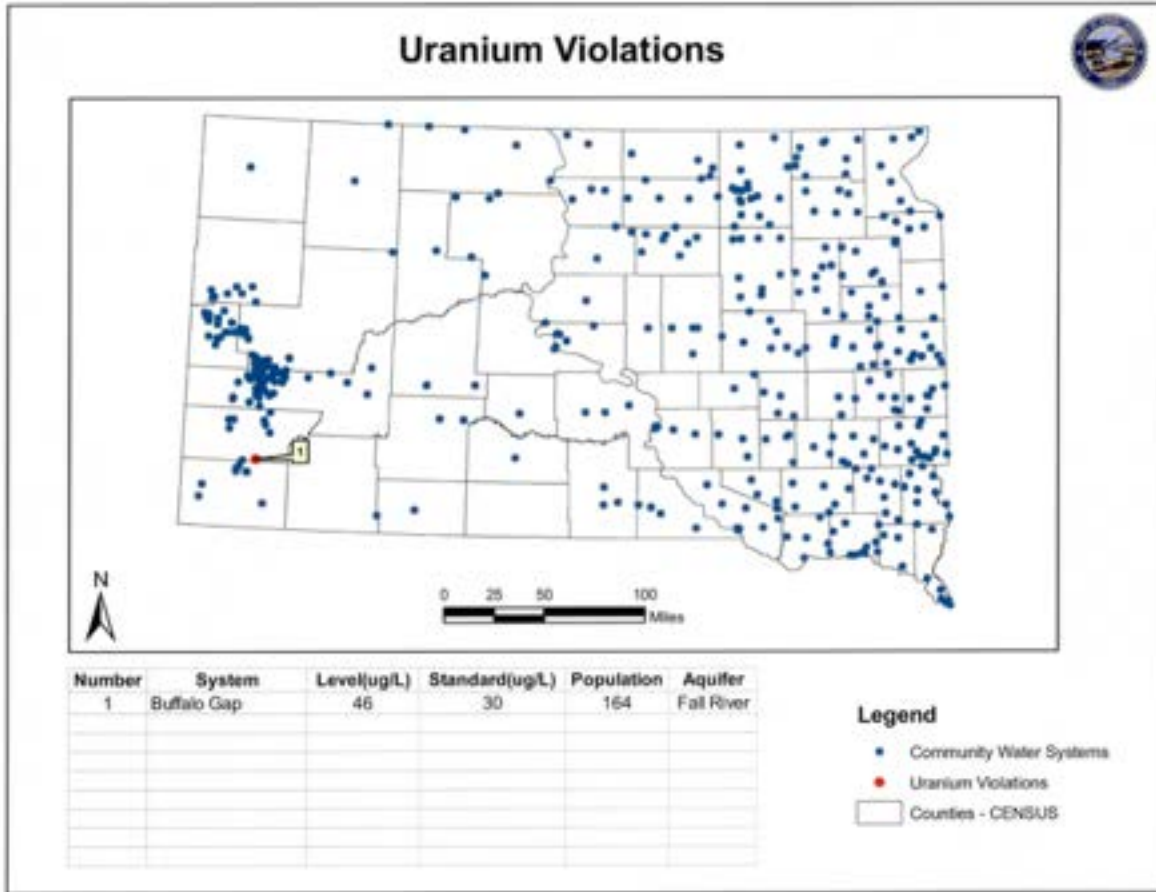 Uranium Violations
1
N
0 25 50 100
Miles
Number System Level(ug/L) Standard(ug/L) Population Aquifer
1 Buffalo Gap 46 30 164 Fall River
Legend
Community Water Systems
Uranium Violations
Counties - CENSUS